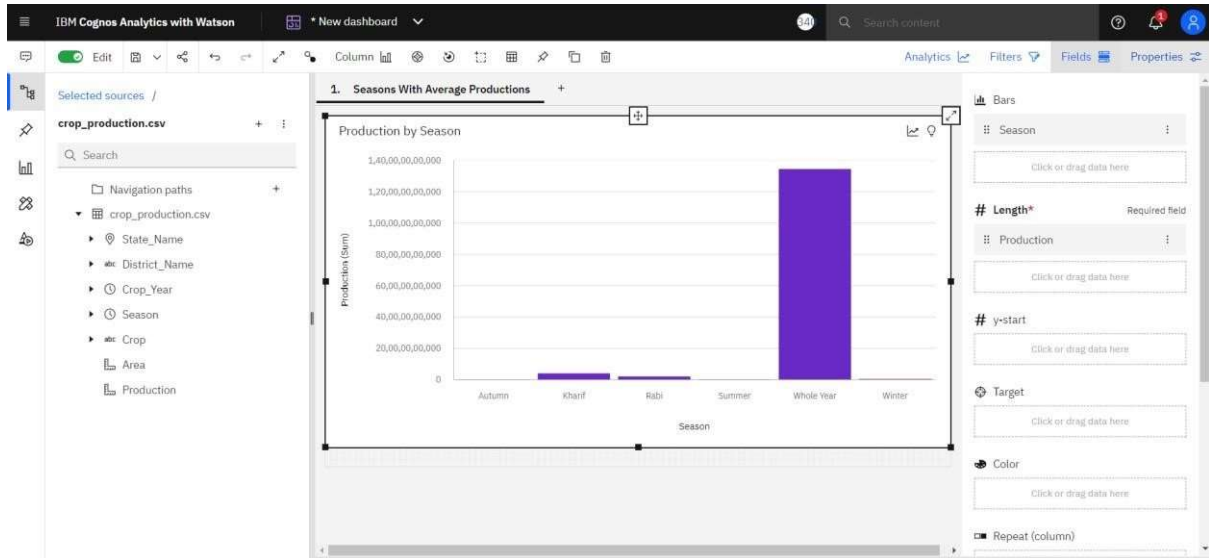 IBM Cognos Analytics with Watson
* New dashboard
Search content
1
Edit
Column
Analytics
Filters
Fields
Properties
Selected sources /
crop_production.csv
Search
Navigation paths
crop_production.csv
State_Name
abc District_Name
Crop_Year
Season
abc Crop
Area
Production
1. Seasons With Average Productions
Production by Season
1,40,00,00,00,000
1,20,00,00,00,000
1,00,00,00,00,000
80,00,00,00,000
60,00,00,00,000
40,00,00,00,000
20,00,00,00,000
0
Production (Sum)
Autumn Kharif Rabi Summer Whole Year Winter
Season
Bars
Season
Click or drag data here
# Length* Required field
Production
Click or drag data here
# y-start
Click or drag data here
Target
Click or drag data here
Color
Click or drag data here
Repeat (column)